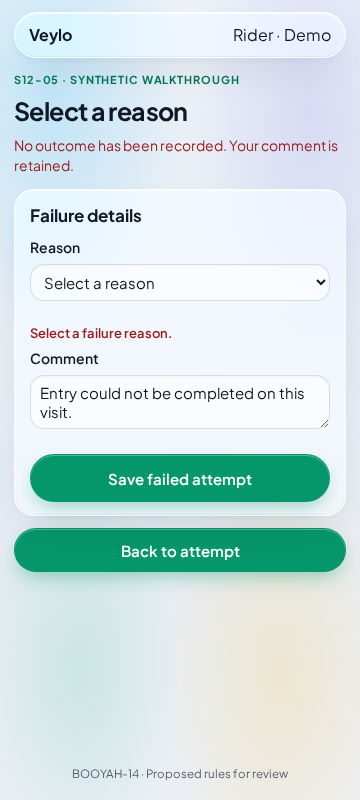 Veylo
Rider · Demo
S12-05 · SYNTHETIC WALKTHROUGH
Select a reason
No outcome has been recorded. Your comment is
retained.
Failure details
Reason
Select a reason
Select a failure reason.
Comment
Entry could not be completed on this
visit.
Save failed attempt
Back to attempt
BOOYAH-14 · Proposed rules for review